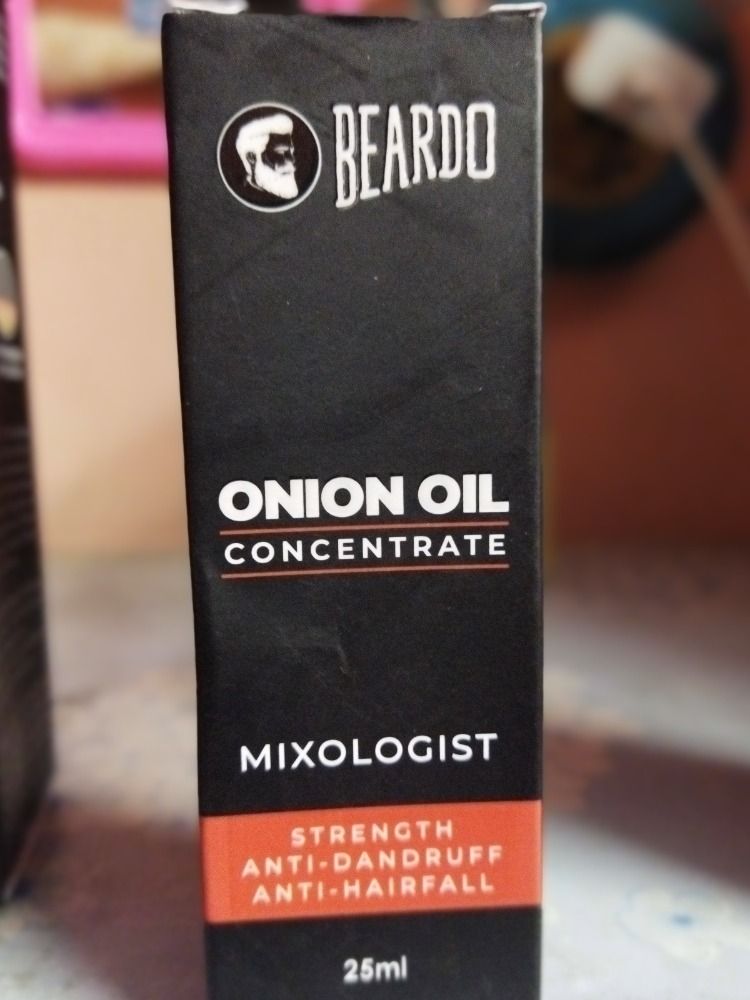 BEARDO
ONION OIL
CONCENTRATE
MIXOLOGIST
STRENGTH
ANTI-DANDRUFF
ANTI-HAIRFALL
25ml